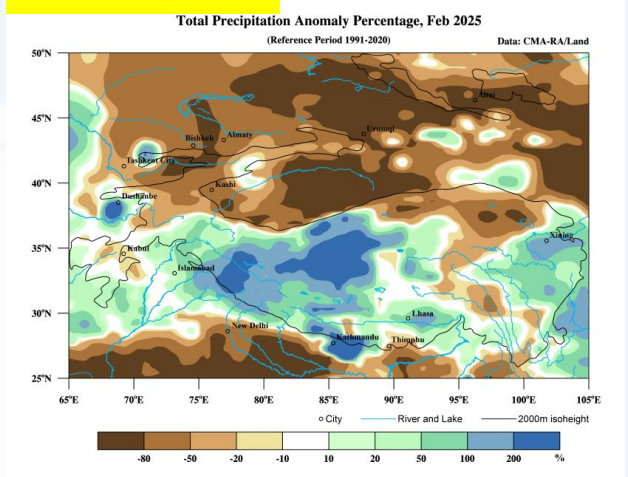 Total Precipitation Anomaly Percentage, Feb 2025
(Reference Period 1991-2020)
Data: CMA-RA/Land
50°N
45°N
40°N
35°N
30°N
25°N
Altai
Urumqi
Bishkek
Almaty
Tashkent City
Kashi
Dushanbe
Kabul
Islamabad
Xining
Lhasa
New Delhi
Kathmandu
Thimphu
65°E 70°E 75°E 80°E 85°E 90°E 95°E 100°E 105°E
City River and Lake 2000m isoheight
-80 -50 -20 -10 10 20 50 100 200 %